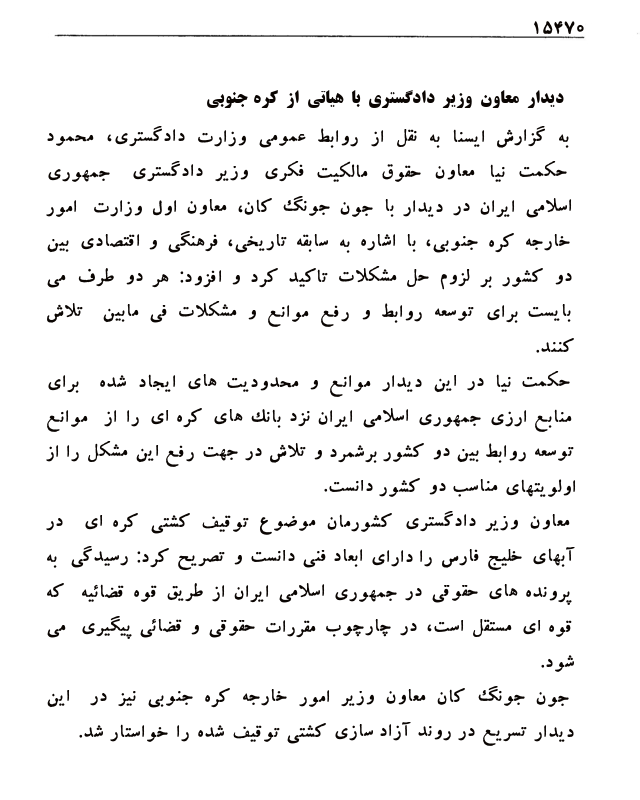 ۱۵۴۷۰
دیدار معاون وزیر دادگستری با هیاتی از کره جنوبی
به گزارش ایسنا به نقل از روابط عمومی وزارت دادگستری، محمود
حکمت نیا معاون حقوق مالکیت فکری وزیر دادگستری جمهوری
اسلامی ایران در دیدار با جون جونگ کان، معاون اول وزارت امور
خارجه کره جنوبی، با اشاره به سابقه تاریخی، فرهنگی و اقتصادی بین
دو کشور بر لزوم حل مشکلات تاکید کرد و افزود: هر دو طرف می
بایست برای توسعه روابط و رفع موانع و مشکلات فی مابین تلاش
کنند.
حکمت نیا در این دیدار موانع و محدودیت های ایجاد شده برای
منابع ارزی جمهوری اسلامی ایران نزد بانک های کره ای را از موانع
توسعه روابط بین دو کشور برشمرد و تلاش در جهت رفع این مشکل را از
اولویتهای مناسب دو کشور دانست.
معاون وزیر دادگستری کشورمان موضوع توقیف کشتی کره ای در
آبهای خلیج فارس را دارای ابعاد فنی دانست و تصریح کرد: رسیدگی به
پرونده های حقوقی در جمهوری اسلامی ایران از طریق قوه قضائیه که
قوه ای مستقل است، در چارچوب مقررات حقوقی و قضائی پیگیری می
شود.
جون جونگ کان معاون وزیر امور خارجه کره جنوبی نیز در این
دیدار تسریع در روند آزاد سازی کشتی توقیف شده را خواستار شد.